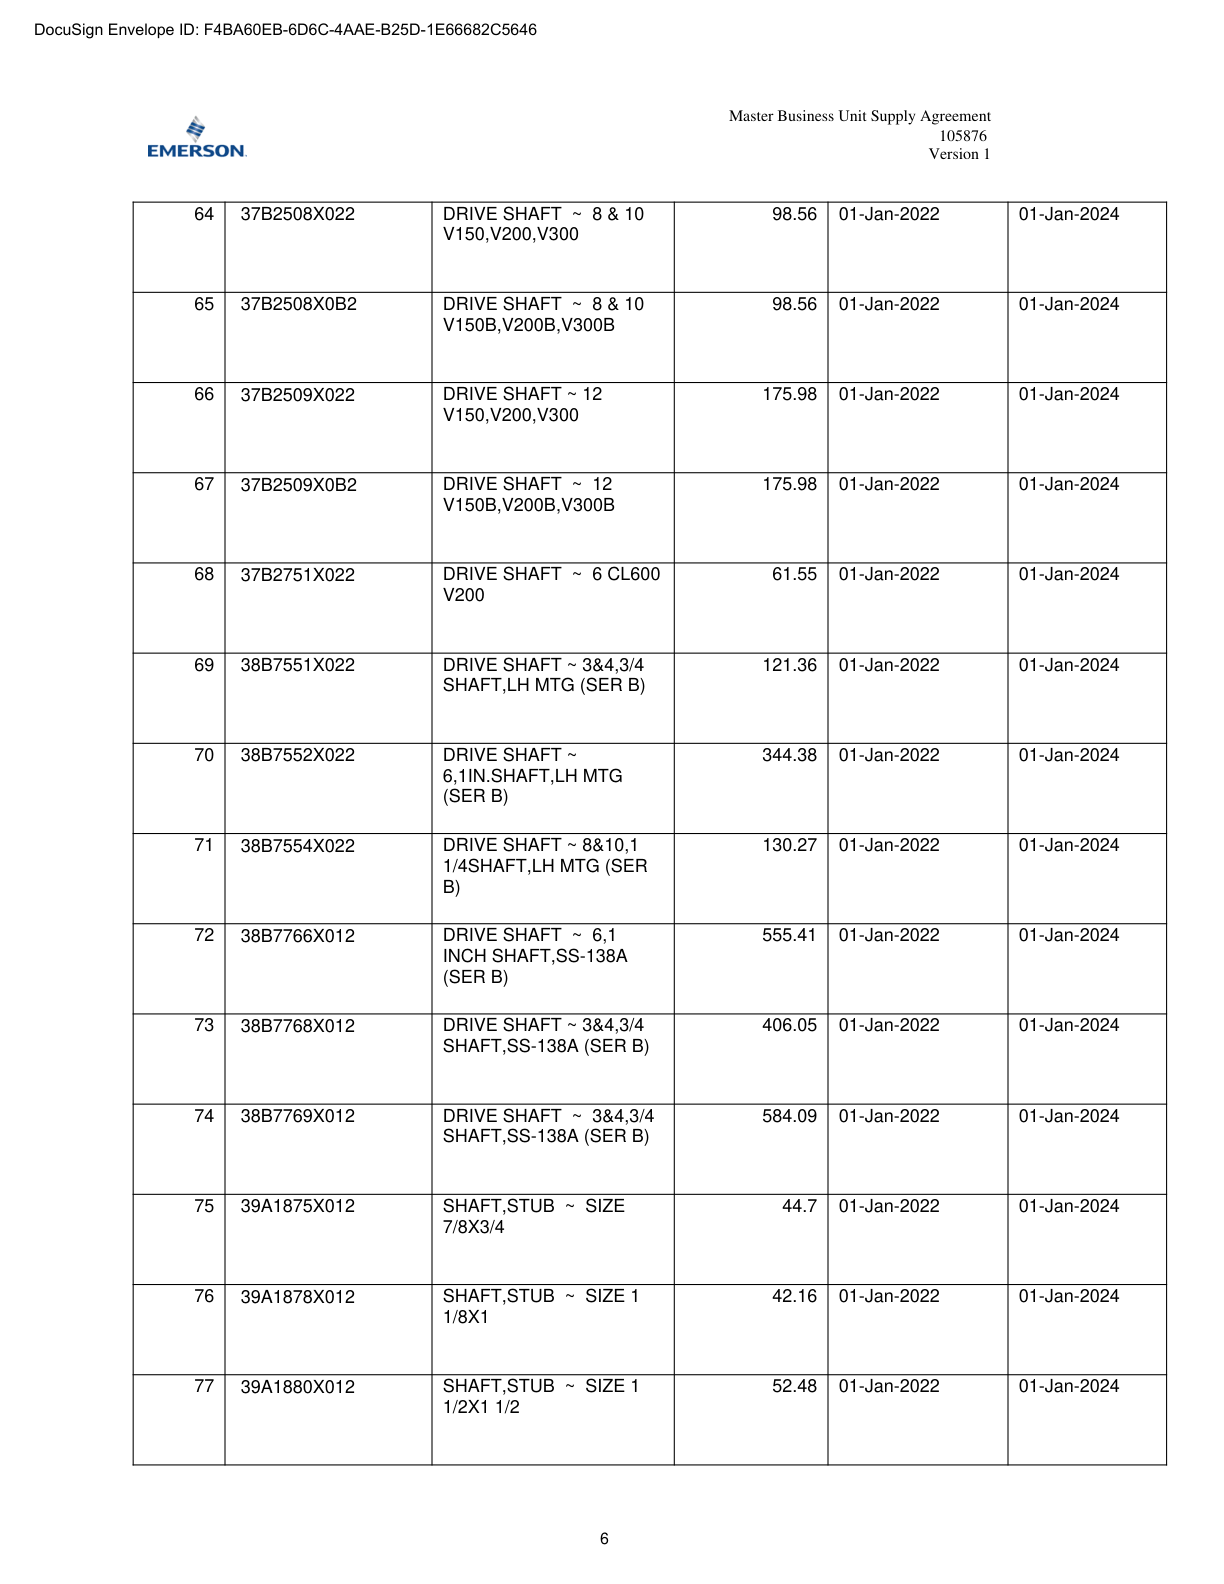 DocuSign Envelope ID: F4BA60EB-6D6C-4AAE-B25D-1E66682C5646
EMERSON
Master Business Unit Supply Agreement
105876
Version 1
64 37B2508X022 DRIVE SHAFT ~ 8 & 10 98.56 01-Jan-2022 01-Jan-2024
V150,V200,V300
65 37B2508X0B2 DRIVE SHAFT ~ 8 & 10 98.56 01-Jan-2022 01-Jan-2024
V150B,V200B,V300B
66 37B2509X022 DRIVE SHAFT ~ 12 175.98 01-Jan-2022 01-Jan-2024
V150,V200,V300
67 37B2509X0B2 DRIVE SHAFT ~ 12 175.98 01-Jan-2022 01-Jan-2024
V150B,V200B,V300B
68 37B2751X022 DRIVE SHAFT ~ 6 CL600 61.55 01-Jan-2022 01-Jan-2024
V200
69 38B7551X022 DRIVE SHAFT ~ 3&4,3/4 121.36 01-Jan-2022 01-Jan-2024
SHAFT,LH MTG (SER B)
70 38B7552X022 DRIVE SHAFT ~ 344.38 01-Jan-2022 01-Jan-2024
6,1IN.SHAFT,LH MTG
(SER B)
71 38B7554X022 DRIVE SHAFT ~ 8&10,1 130.27 01-Jan-2022 01-Jan-2024
1/4SHAFT,LH MTG (SER
B)
72 38B7766X012 DRIVE SHAFT ~ 6,1 555.41 01-Jan-2022 01-Jan-2024
INCH SHAFT,SS-138A
(SER B)
73 38B7768X012 DRIVE SHAFT ~ 3&4,3/4 406.05 01-Jan-2022 01-Jan-2024
SHAFT,SS-138A (SER B)
74 38B7769X012 DRIVE SHAFT ~ 3&4,3/4 584.09 01-Jan-2022 01-Jan-2024
SHAFT,SS-138A (SER B)
75 39A1875X012 SHAFT,STUB ~ SIZE 44.7 01-Jan-2022 01-Jan-2024
7/8X3/4
76 39A1878X012 SHAFT,STUB ~ SIZE 1 42.16 01-Jan-2022 01-Jan-2024
1/8X1
77 39A1880X012 SHAFT,STUB ~ SIZE 1 52.48 01-Jan-2022 01-Jan-2024
1/2X1 1/2
6